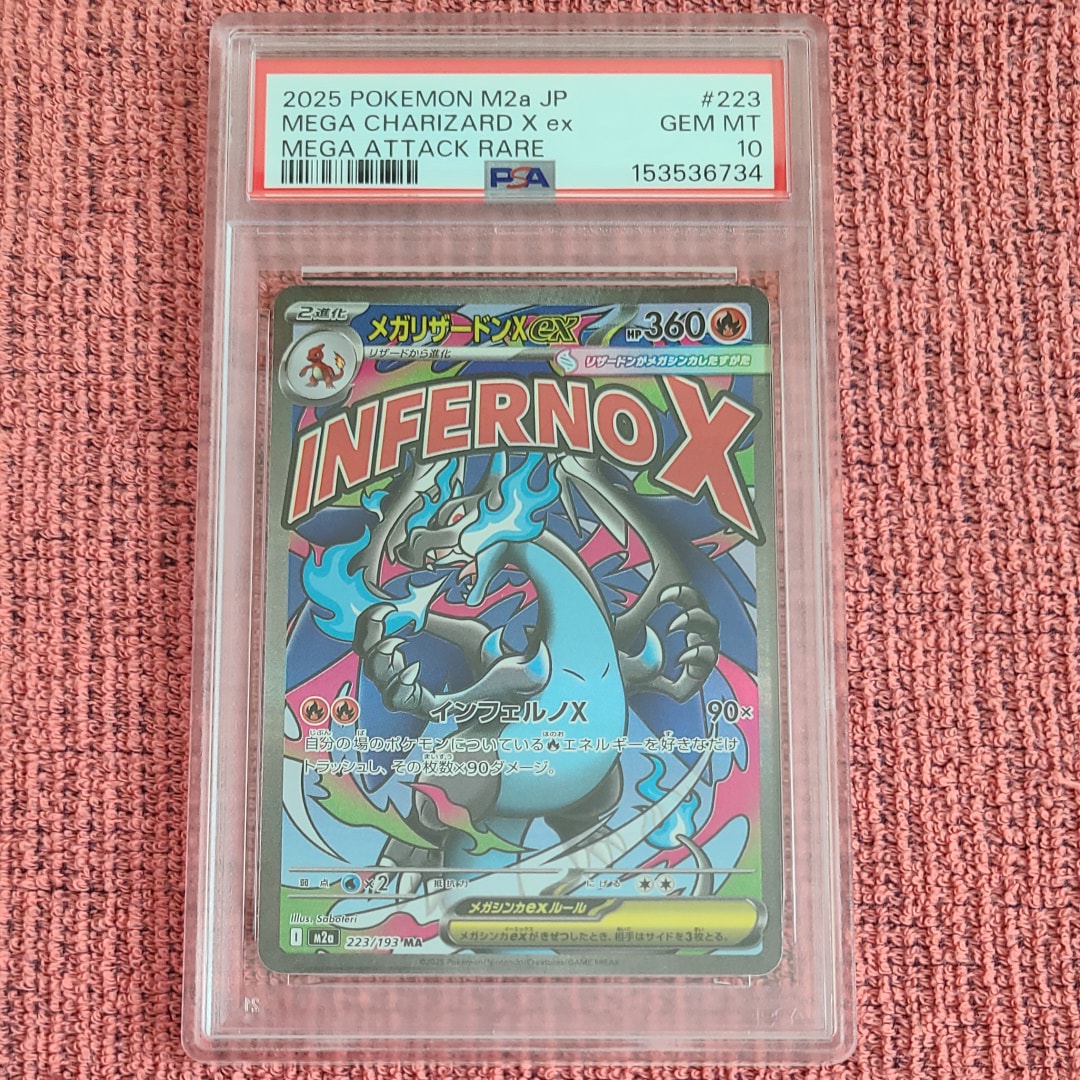 2025 POKEMON M2a JP #223
MEGA CHARIZARD X ex GEM MT
MEGA ATTACK RARE 10
PSA 153536734
2進化
メガリザードンXex HP360
リザードから進化
リザードンがメガシンカしたすがた
INFERNO X
インフェルノX 90×
自分の場のポケモンについているエネルギーを好きなだけ
トラッシュし、その枚数×90ダメージ。
弱点 ×2 抵抗力 にげる
メガシンカexルール
メガシンカexがきぜつしたとき、相手はサイドを3枚とる。
Illus. Saboteri
I M2a 223/193 MA
©2025 Pokémon/Nintendo/Creatures/GAME FREAK